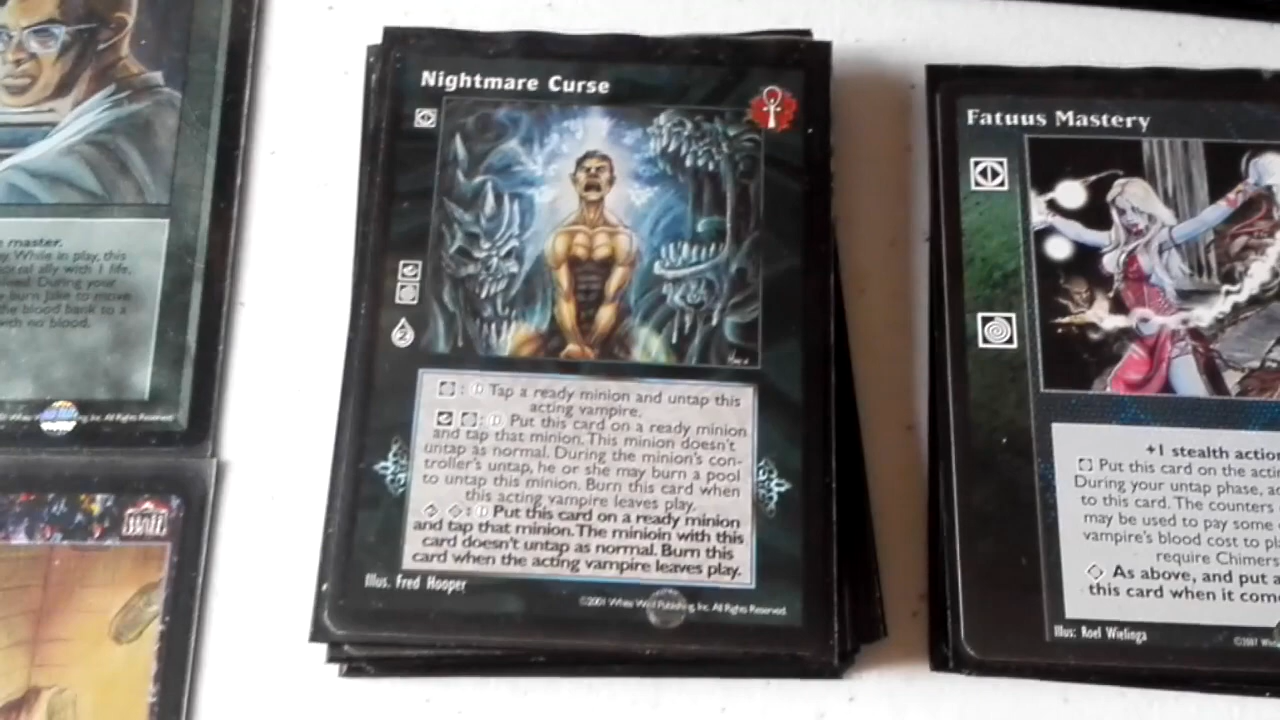 master.
y. While in play, this
ally with 1 life,
During your
burn Jake to move
the blood bank to a
with no blood.
All Rights Reserved.
Nightmare Curse
2
: Ⓓ Tap a ready minion and untap this
acting vampire.
: Ⓓ Put this card on a ready minion
and tap that minion. This minion doesn't
untap as normal. During the minion's con-
troller's untap, he or she may burn a pool
to untap this minion. Burn this card when
this acting vampire leaves play.
: Ⓓ Put this card on a ready minion
and tap that minion. The minioin with this
card doesn't untap as normal. Burn this
card when the acting vampire leaves play.
Illus. Fred Hooper
©2001 White Wolf Publishing, Inc. All Rights Reserved.
Fatuus Mastery
+1 stealth action
Put this card on the acti
During your untap phase, ad
to this card. The counters
may be used to pay some
vampire's blood cost to pl
require Chimers
As above, and put a
this card when it come
Illus: Roel Wielinga